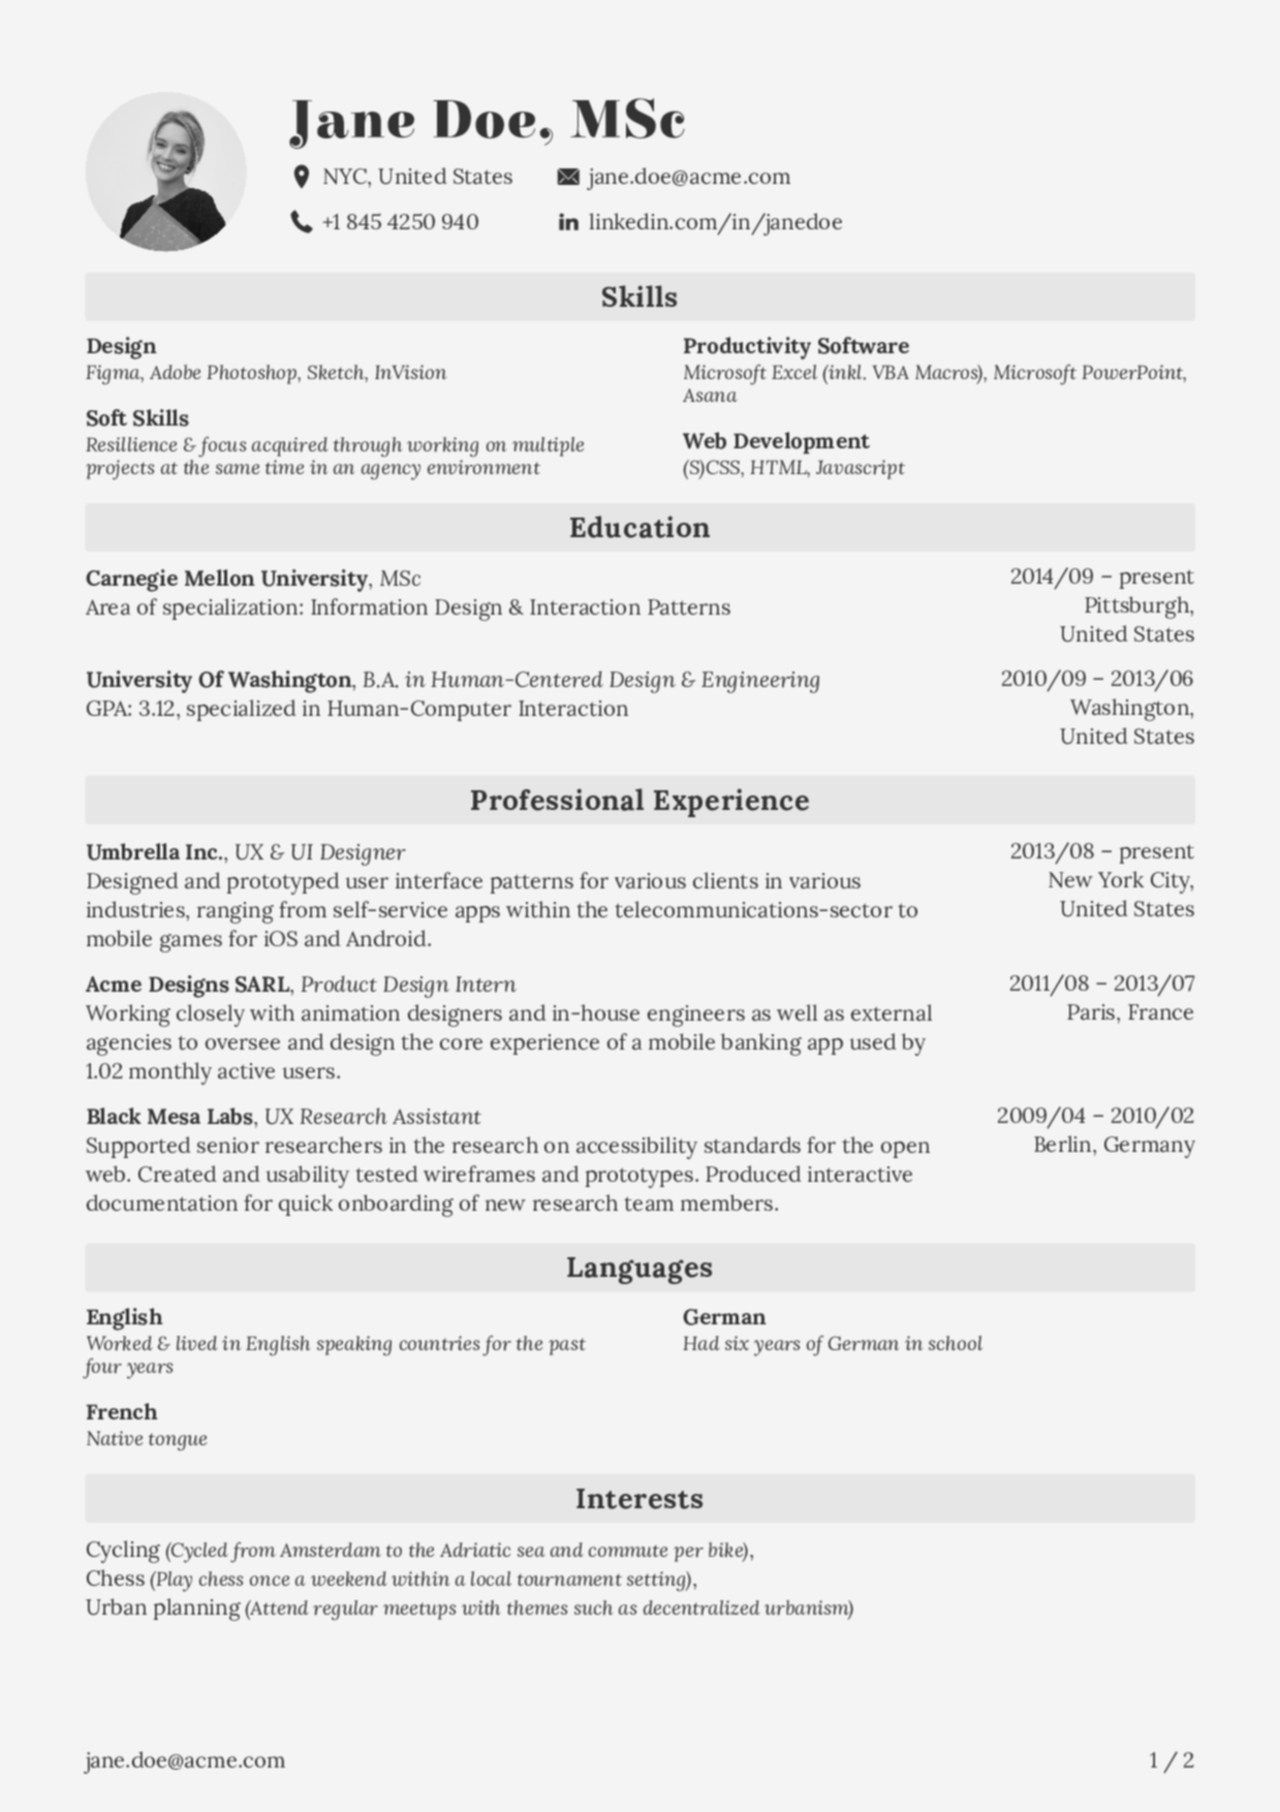 Jane Doe, MSc
NYC, United States
jane.doe@acme.com
+1 845 4250 940
linkedin.com/in/janedoe
Skills
Design
Figma, Adobe Photoshop, Sketch, InVision
Soft Skills
Resillience & focus acquired through working on multiple
projects at the same time in an agency environment
Productivity Software
Microsoft Excel (inkl. VBA Macros), Microsoft PowerPoint,
Asana
Web Development
(S)CSS, HTML, Javascript
Education
Carnegie Mellon University, MSc
Area of specialization: Information Design & Interaction Patterns
2014/09 – present
Pittsburgh,
United States
University Of Washington, B.A. in Human-Centered Design & Engineering
GPA: 3.12, specialized in Human-Computer Interaction
2010/09 – 2013/06
Washington,
United States
Professional Experience
Umbrella Inc., UX & UI Designer
Designed and prototyped user interface patterns for various clients in various
industries, ranging from self-service apps within the telecommunications-sector to
mobile games for iOS and Android.
2013/08 – present
New York City,
United States
Acme Designs SARL, Product Design Intern
Working closely with animation designers and in-house engineers as well as external
agencies to oversee and design the core experience of a mobile banking app used by
1.02 monthly active users.
2011/08 – 2013/07
Paris, France
Black Mesa Labs, UX Research Assistant
Supported senior researchers in the research on accessibility standards for the open
web. Created and usability tested wireframes and prototypes. Produced interactive
documentation for quick onboarding of new research team members.
2009/04 – 2010/02
Berlin, Germany
Languages
English
Worked & lived in English speaking countries for the past
four years
German
Had six years of German in school
French
Native tongue
Interests
Cycling (Cycled from Amsterdam to the Adriatic sea and commute per bike),
Chess (Play chess once a weekend within a local tournament setting),
Urban planning (Attend regular meetups with themes such as decentralized urbanism)
jane.doe@acme.com
1 / 2